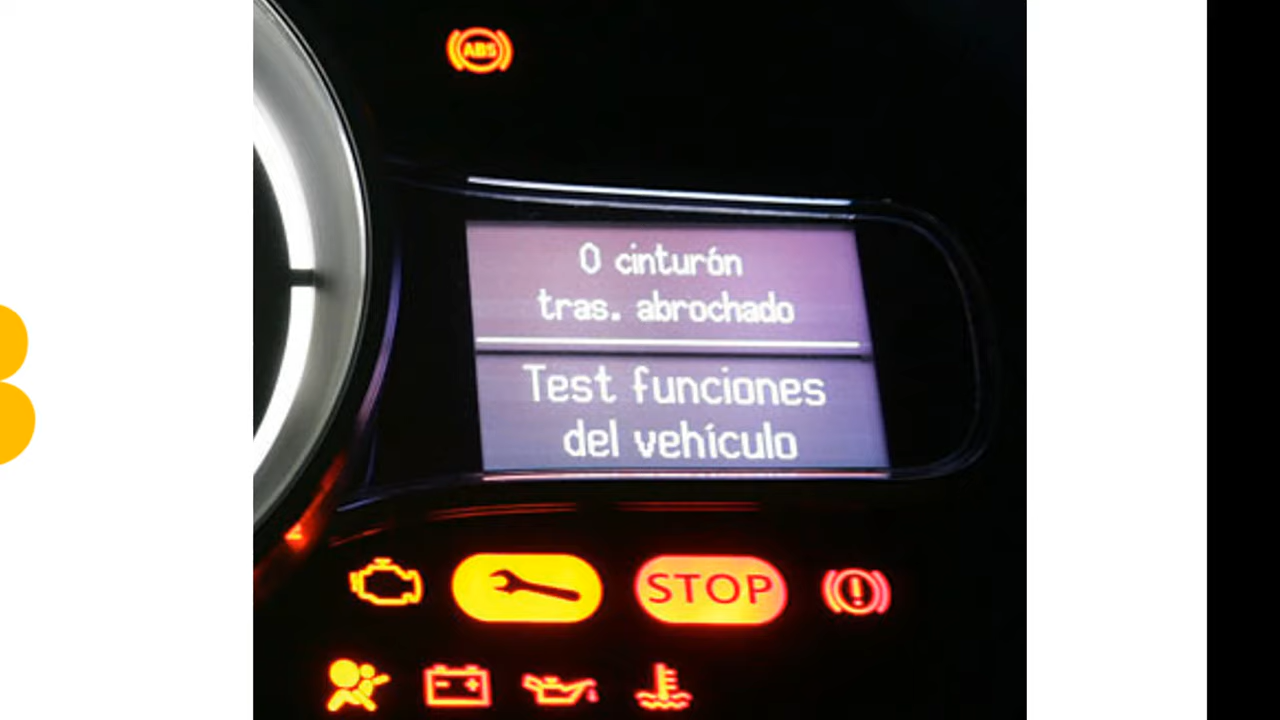 ABS
0 cinturón
tras. abrochado
Test funciones
del vehículo
STOP